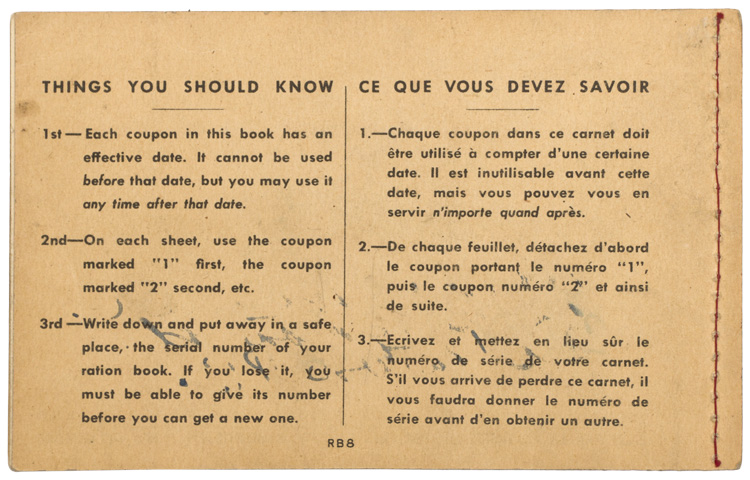 THINGS YOU SHOULD KNOW
1st — Each coupon in this book has an
effective date. It cannot be used
before that date, but you may use it
any time after that date.
2nd—On each sheet, use the coupon
marked "1" first, the coupon
marked "2" second, etc.
3rd —Write down and put away in a safe
place, the serial number of your
ration book. If you lose it, you
must be able to give its number
before you can get a new one.
CE QUE VOUS DEVEZ SAVOIR
1.—Chaque coupon dans ce carnet doit
être utilisé à compter d'une certaine
date. Il est inutilisable avant cette
date, mais vous pouvez vous en
servir n'importe quand après.
2.—De chaque feuillet, détachez d'abord
le coupon portant le numéro "1",
puis le coupon numéro "2" et ainsi
de suite.
3.—Ecrivez et mettez en lieu sûr le
numéro de série de votre carnet.
S'il vous arrive de perdre ce carnet, il
vous faudra donner le numéro de
série avant d'en obtenir un autre.
RB8